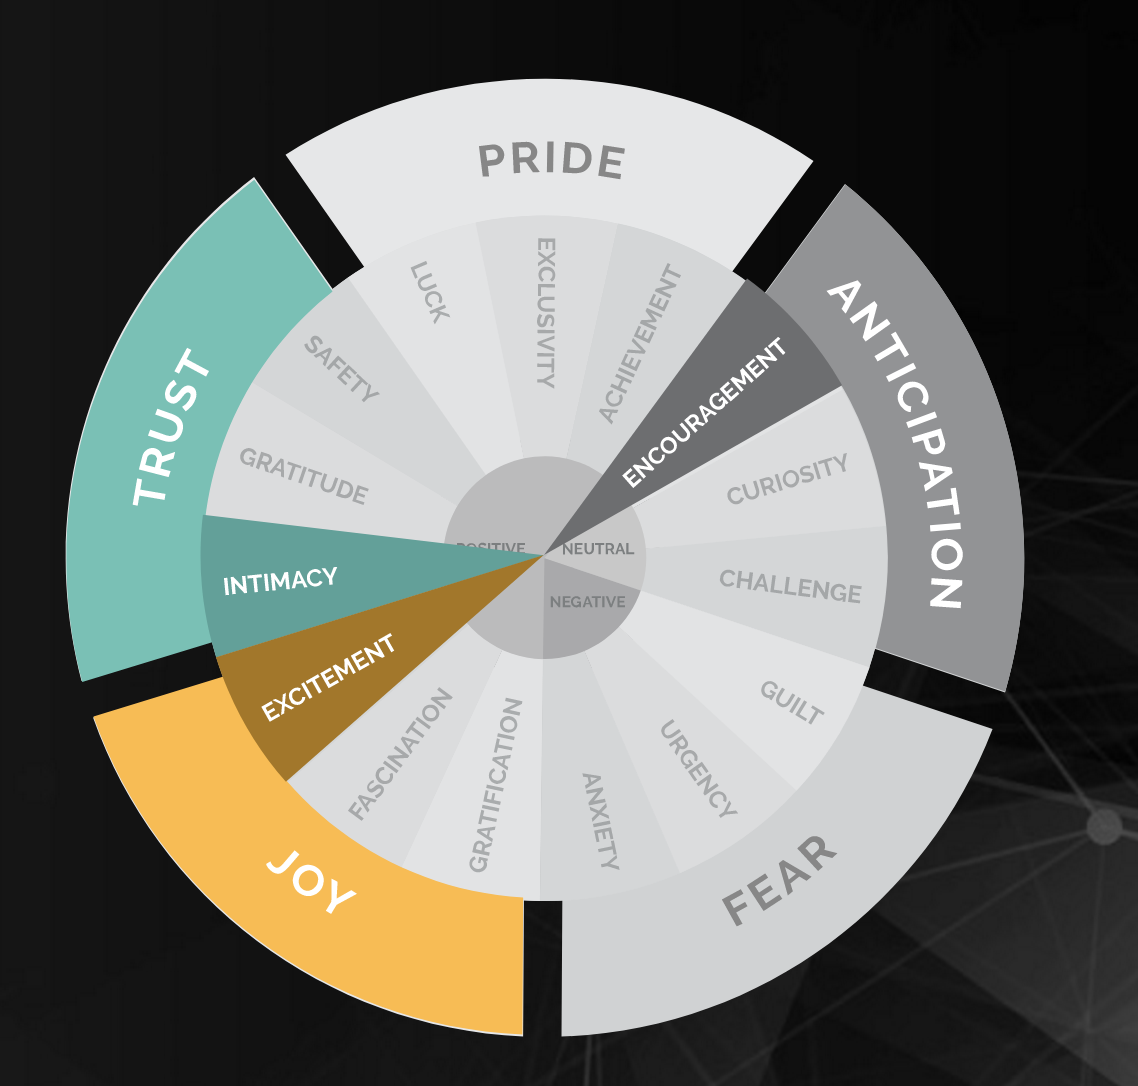 PRIDE
ANTICIPATION
FEAR
JOY
TRUST
LUCK
EXCLUSIVITY
ACHIEVEMENT
ENCOURAGEMENT
CURIOSITY
CHALLENGE
GUILT
URGENCY
ANXIETY
GRATIFICATION
FASCINATION
EXCITEMENT
INTIMACY
GRATITUDE
SAFETY
POSITIVE
NEUTRAL
NEGATIVE